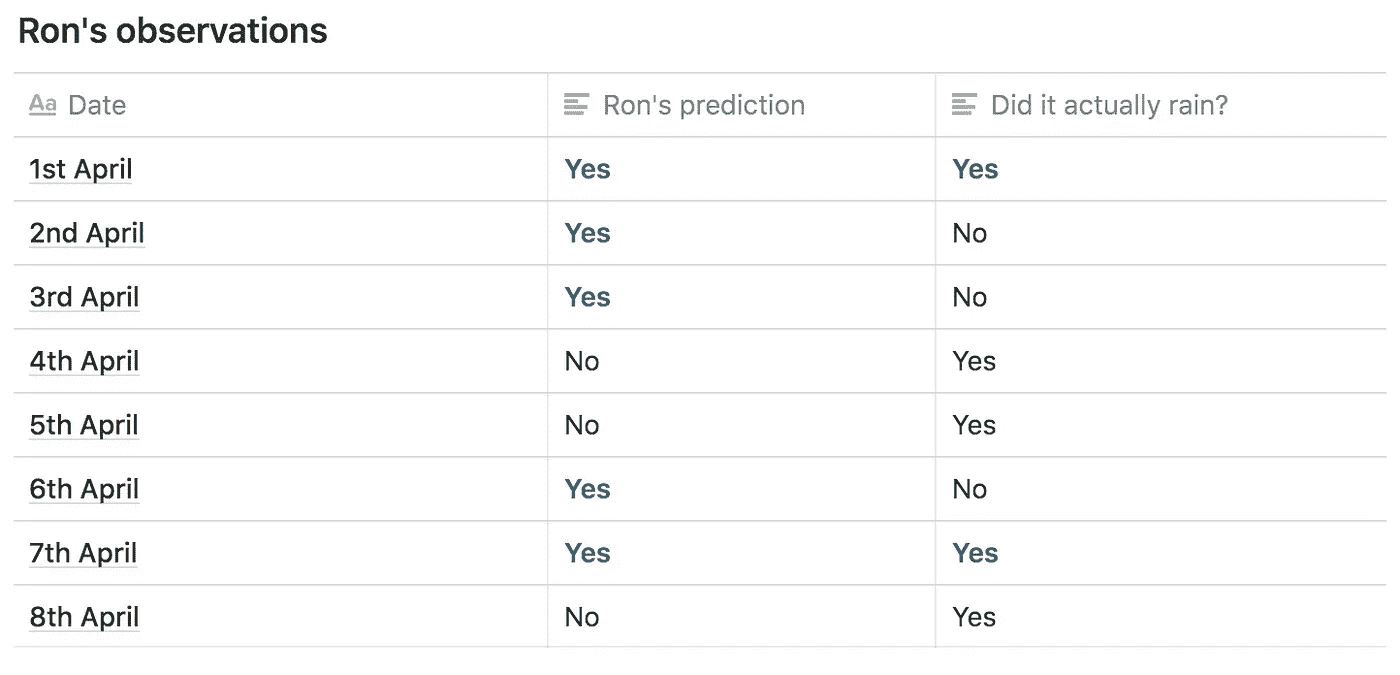 Ron's observations
Aa Date Ron's prediction Did it actually rain?
1st April Yes Yes
2nd April Yes No
3rd April Yes No
4th April No Yes
5th April No Yes
6th April Yes No
7th April Yes Yes
8th April No Yes